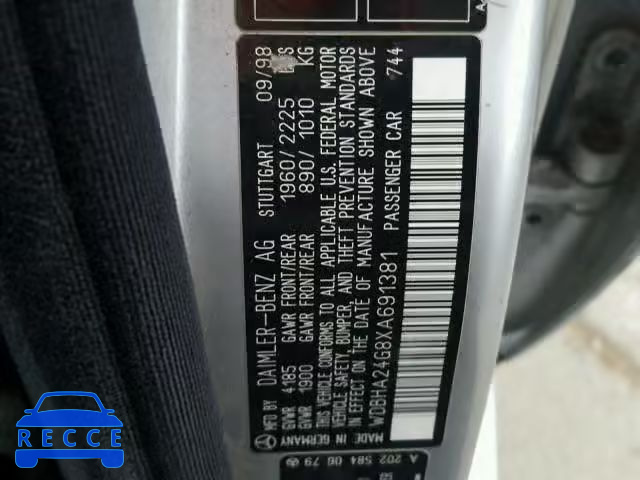 MFD BY DAIMLER-BENZ AG STUTTGART 09/98
GVWR 4185 GAWR FRONT/REAR 1960/2225 LBS
GVWR 1900 GAWR FRONT/REAR 890/1010 KG
THIS VEHICLE CONFORMS TO ALL APPLICABLE U.S. FEDERAL MOTOR
VEHICLE SAFETY, BUMPER, AND THEFT PREVENTION STANDARDS
IN EFFECT ON THE DATE OF MANUFACTURE SHOWN ABOVE
WDBHA24G8XA691381 PASSENGER CAR 744
MADE IN GERMANY
A 202 584 06 79
RECCE